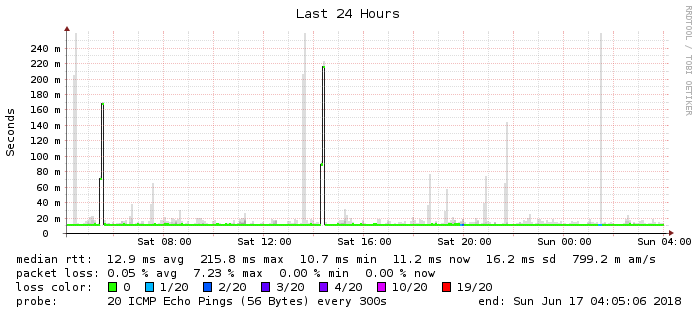 Last 24 Hours
RRDTOOL / TOBI OETIKER
Seconds
240 m
220 m
200 m
180 m
160 m
140 m
120 m
100 m
80 m
60 m
40 m
20 m
0
Sat 08:00 Sat 12:00 Sat 16:00 Sat 20:00 Sun 00:00 Sun 04:00
median rtt: 12.9 ms avg 215.8 ms max 10.7 ms min 11.2 ms now 16.2 ms sd 799.2 m am/s
packet loss: 0.05 % avg 7.23 % max 0.00 % min 0.00 % now
loss color: 0 1/20 2/20 3/20 4/20 10/20 19/20
probe: 20 ICMP Echo Pings (56 Bytes) every 300s end: Sun Jun 17 04:05:06 2018